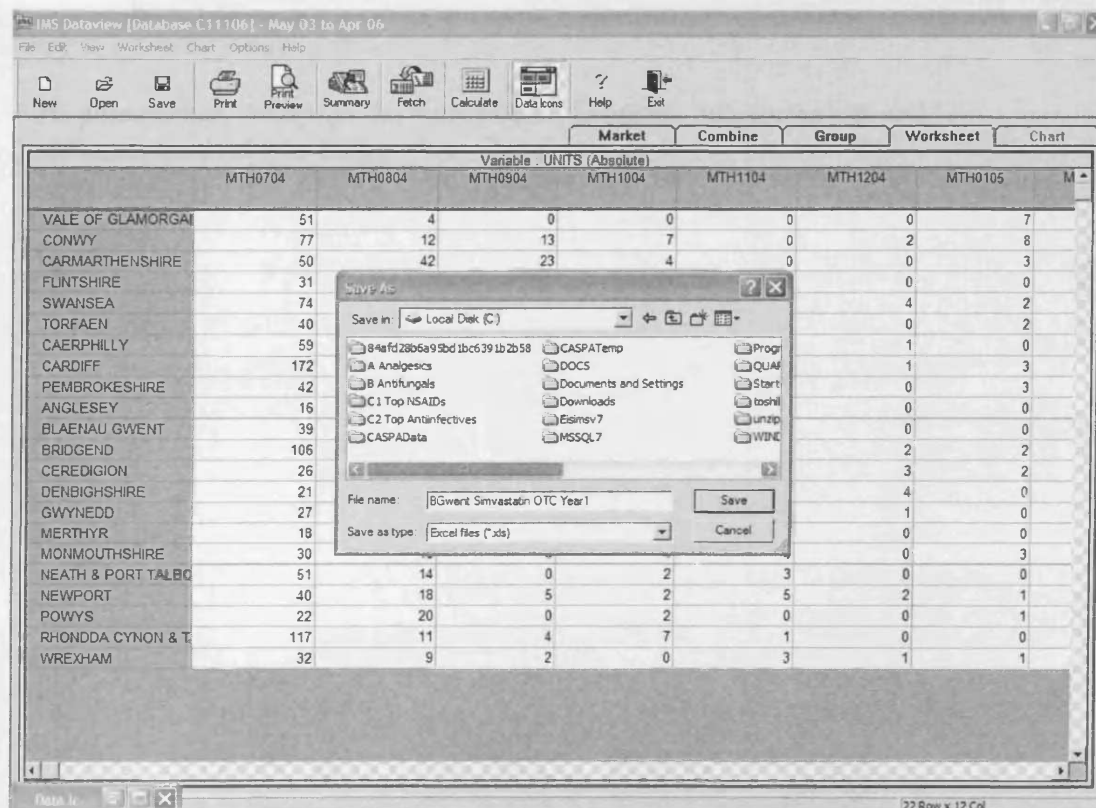 IMS Dataview [Database C11106] - May 03 to Apr 06
File Edit View Worksheet Chart Options Help
New Open Save Print Print Preview Summary Fetch Calculate Data Icons Help Exit
Market Combine Group Worksheet Chart
Variable . UNITS (Absolute)
MTH0704 MTH0804 MTH0904 MTH1004 MTH1104 MTH1204 MTH0105 M
VALE OF GLAMORGAI 51 4 0 0 0 0 7
CONWY 77 12 13 7 0 2 8
CARMARTHENSHIRE 50 42 23 4 0 0 3
FLINTSHIRE 31 0 0
SWANSEA 74 4 2
TORFAEN 40 0 2
CAERPHILLY 59 1 0
CARDIFF 172 1 3
PEMBROKESHIRE 42 0 3
ANGLESEY 16 0 0
BLAENAU GWENT 39 0 0
BRIDGEND 106 2 2
CEREDIGION 26 3 2
DENBIGHSHIRE 21 4 0
GWYNEDD 27 1 0
MERTHYR 18 0 0
MONMOUTHSHIRE 30 0 3
NEATH & PORT TALBO 51 14 0 2 3 0 0
NEWPORT 40 18 5 2 5 2 1
POWYS 22 20 0 2 0 0 1
RHONDDA CYNON & T 117 11 4 7 1 0 0
WREXHAM 32 9 2 0 3 1 1
Save As
Save in: Local Disk (C:)
84afd28b6a95bd1bc6391b2b58 CASPATemp Progr
A Analgesics DOCS QUAR
B Antifungals Documents and Settings Start
C1 Top NSAIDs Downloads toshil
C2 Top Antiinfectives Eisimsv7 unzip
CASPAData MSSQL7 WIND
File name: BGwent Simvastatin OTC Year1 Save
Save as type: Excel files (*.xls) Cancel
22 Row x 12 Col